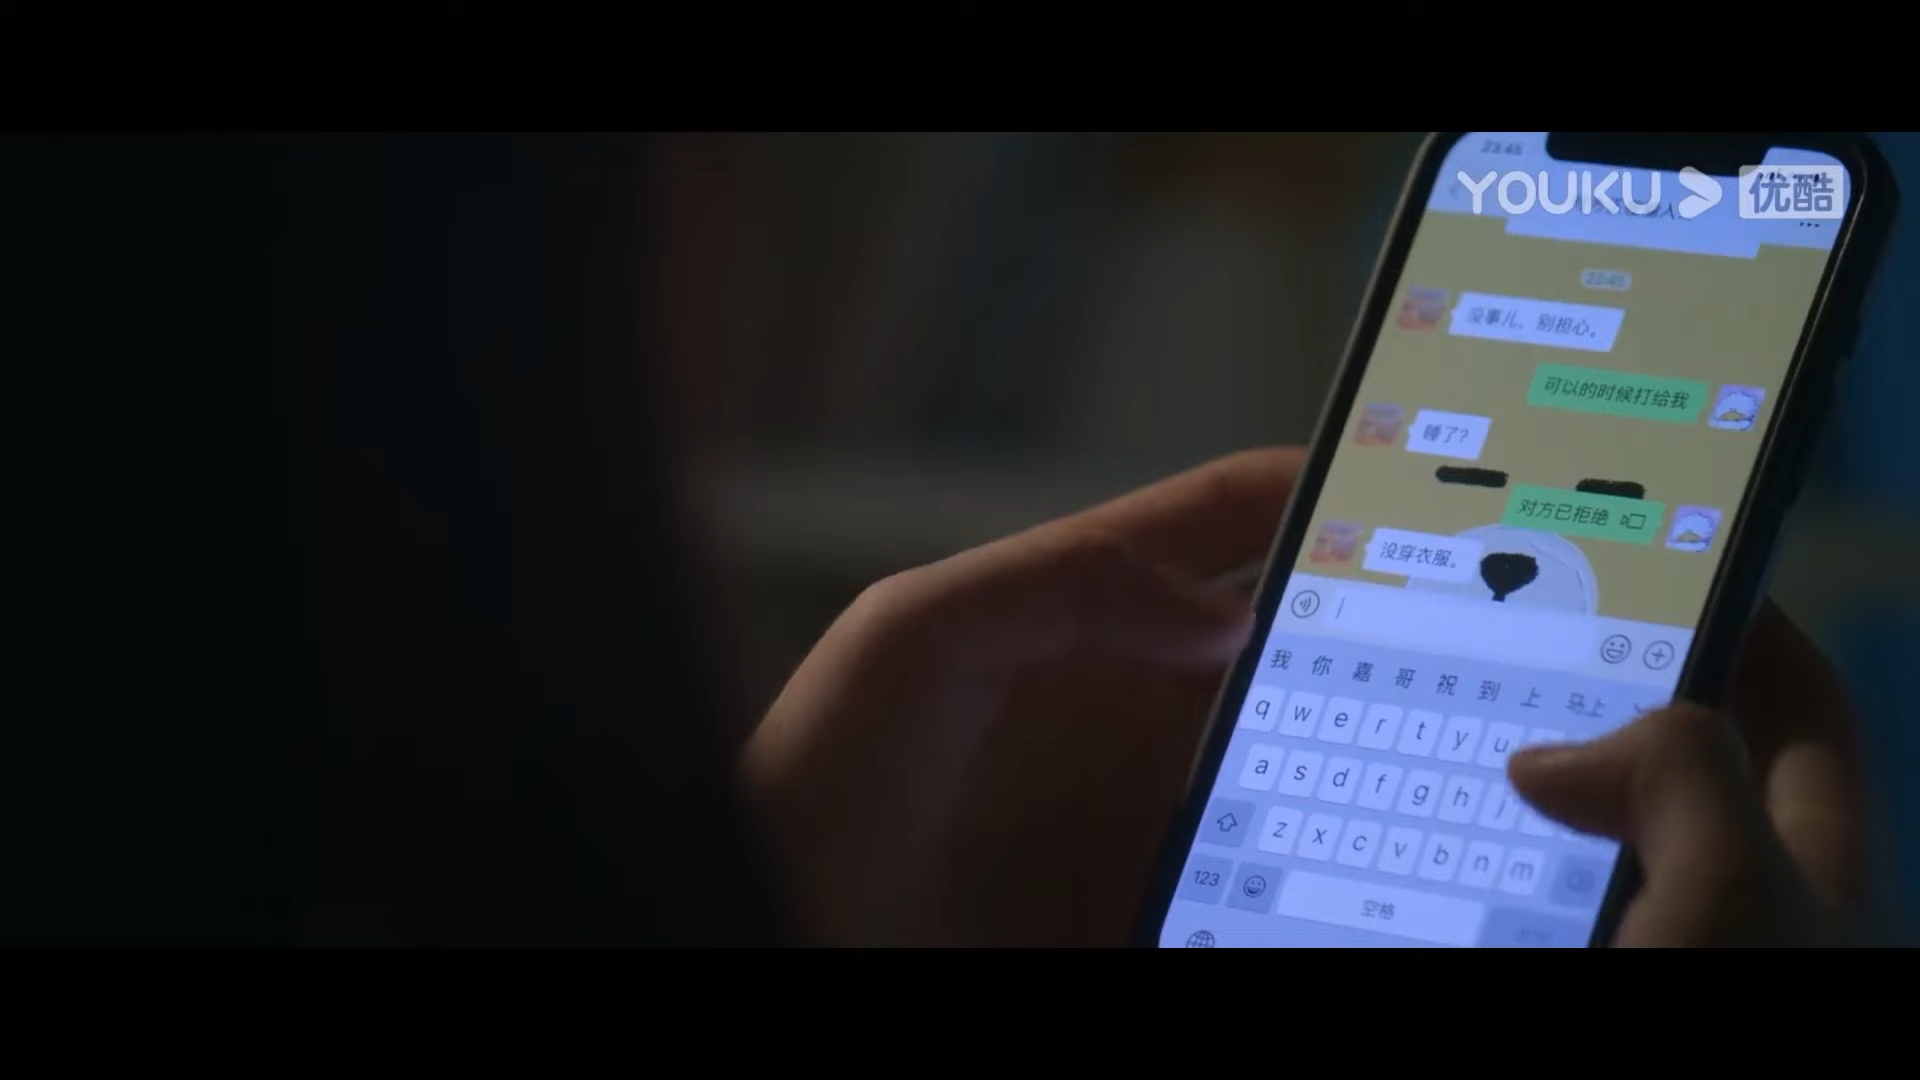 23:45
YOUKU 优酷
23:45
没事儿，别担心。
可以的时候打给我
睡了？
对方已拒绝
没穿衣服。
我 你 嘉 哥 祝 到 上 马上
q w e r t y u
a s d f g h j
z x c v b n m
123
空格